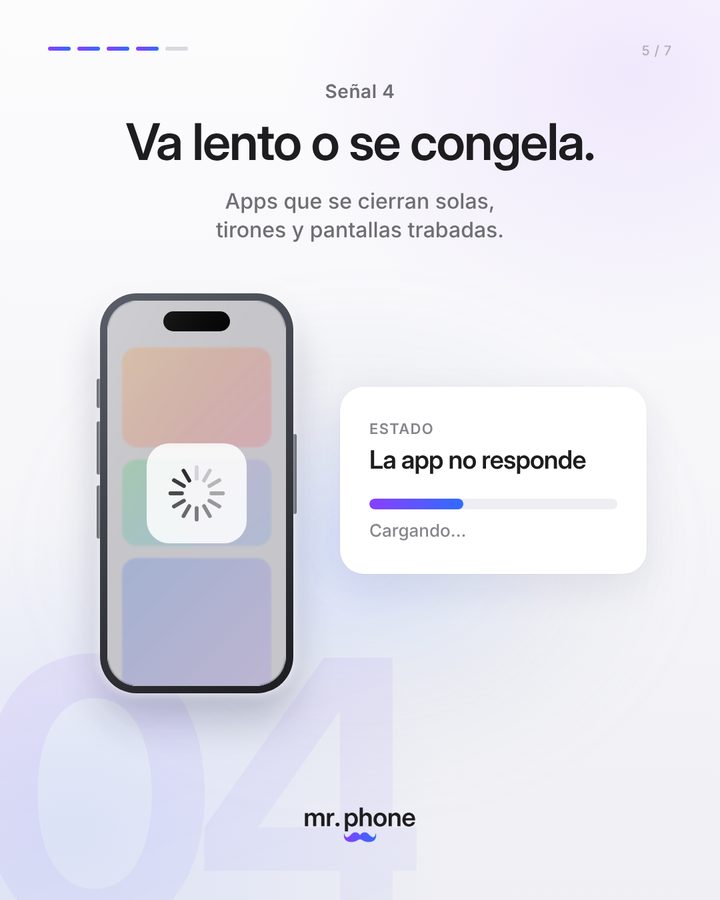 5 / 7
Señal 4
Va lento o se congela.
Apps que se cierran solas,
tirones y pantallas trabadas.
ESTADO
La app no responde
Cargando...
04
mr.phone